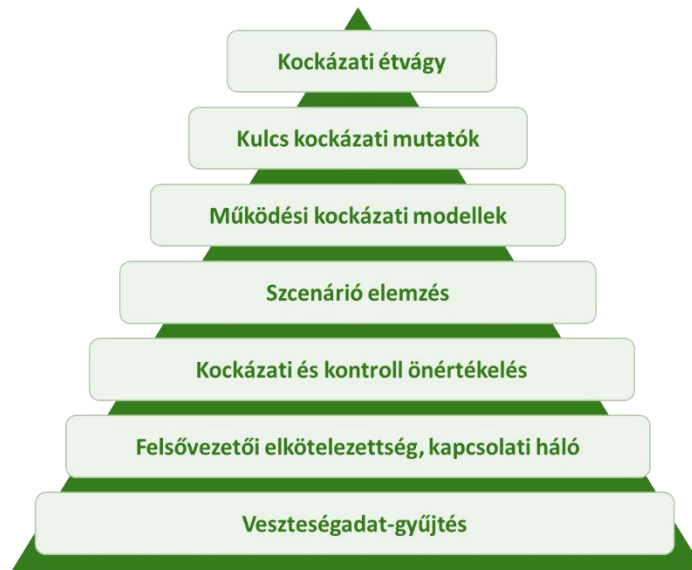 Kockázati étvágy
Kulcs kockázati mutatók
Működési kockázati modellek
Szcenárió elemzés
Kockázati és kontroll önértékelés
Felsővezetői elkötelezettség, kapcsolati háló
Veszteségadat-gyűjtés